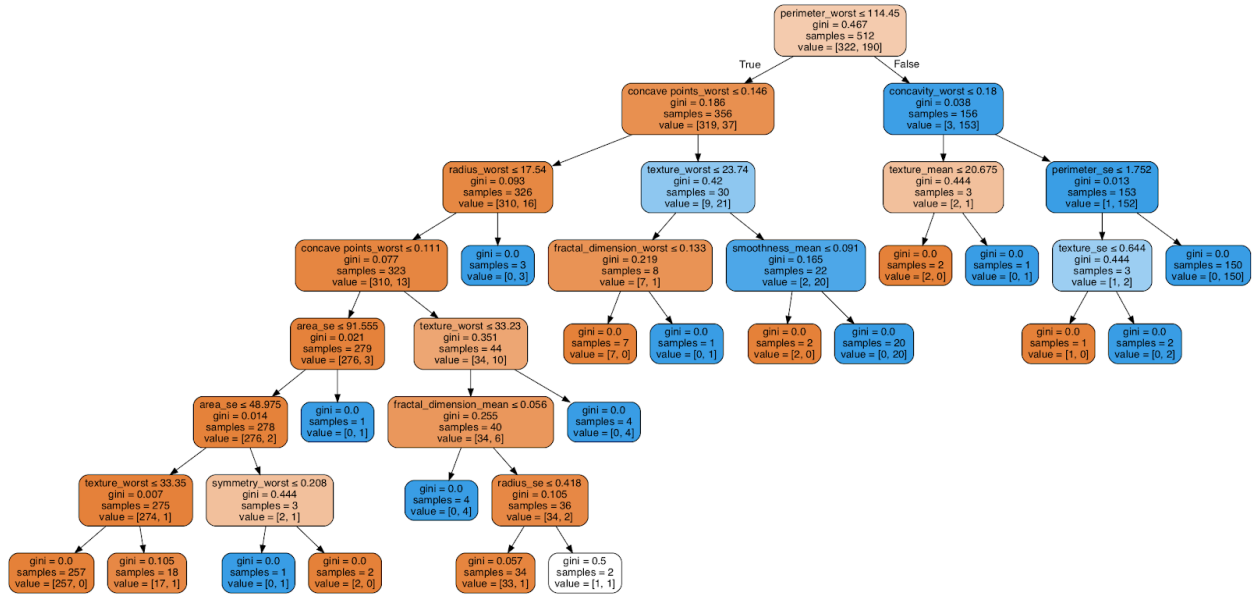 perimeter_worst ≤ 114.45
gini = 0.467
samples = 512
value = [322, 190]
True
False
concave points_worst ≤ 0.146
gini = 0.186
samples = 356
value = [319, 37]
concavity_worst ≤ 0.18
gini = 0.038
samples = 156
value = [3, 153]
radius_worst ≤ 17.54
gini = 0.093
samples = 326
value = [310, 16]
texture_worst ≤ 23.74
gini = 0.42
samples = 30
value = [9, 21]
texture_mean ≤ 20.675
gini = 0.444
samples = 3
value = [2, 1]
perimeter_se ≤ 1.752
gini = 0.013
samples = 153
value = [1, 152]
concave points_worst ≤ 0.111
gini = 0.077
samples = 323
value = [310, 13]
gini = 0.0
samples = 3
value = [0, 3]
fractal_dimension_worst ≤ 0.133
gini = 0.219
samples = 8
value = [7, 1]
smoothness_mean ≤ 0.091
gini = 0.165
samples = 22
value = [2, 20]
gini = 0.0
samples = 2
value = [2, 0]
gini = 0.0
samples = 1
value = [0, 1]
texture_se ≤ 0.644
gini = 0.444
samples = 3
value = [1, 2]
gini = 0.0
samples = 150
value = [0, 150]
area_se ≤ 91.555
gini = 0.021
samples = 279
value = [276, 3]
texture_worst ≤ 33.23
gini = 0.351
samples = 44
value = [34, 10]
gini = 0.0
samples = 7
value = [7, 0]
gini = 0.0
samples = 1
value = [0, 1]
gini = 0.0
samples = 2
value = [2, 0]
gini = 0.0
samples = 20
value = [0, 20]
gini = 0.0
samples = 1
value = [1, 0]
gini = 0.0
samples = 2
value = [0, 2]
area_se ≤ 48.975
gini = 0.014
samples = 278
value = [276, 2]
gini = 0.0
samples = 1
value = [0, 1]
fractal_dimension_mean ≤ 0.056
gini = 0.255
samples = 40
value = [34, 6]
gini = 0.0
samples = 4
value = [0, 4]
texture_worst ≤ 33.35
gini = 0.007
samples = 275
value = [274, 1]
symmetry_worst ≤ 0.208
gini = 0.444
samples = 3
value = [2, 1]
gini = 0.0
samples = 4
value = [0, 4]
radius_se ≤ 0.418
gini = 0.105
samples = 36
value = [34, 2]
gini = 0.0
samples = 257
value = [257, 0]
gini = 0.105
samples = 18
value = [17, 1]
gini = 0.0
samples = 1
value = [0, 1]
gini = 0.0
samples = 2
value = [2, 0]
gini = 0.057
samples = 34
value = [33, 1]
gini = 0.5
samples = 2
value = [1, 1]